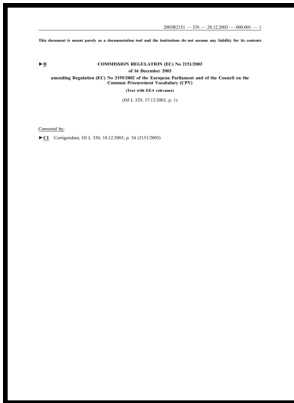 2003R2151 — EN — 20.12.2003 — 000.001 — 1
This document is meant purely as a documentation tool and the institutions do not assume any liability for its contents
►B COMMISSION REGULATION (EC) No 2151/2003
of 16 December 2003
amending Regulation (EC) No 2195/2002 of the European Parliament and of the Council on the
Common Procurement Vocabulary (CPV)
(Text with EEA relevance)
(OJ L 329, 17.12.2003, p. 1)
Corrected by:
►C1 Corrigendum, OJ L 330, 18.12.2003, p. 34 (2151/2003)